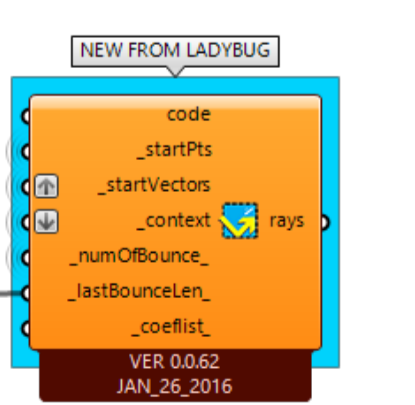 NEW FROM LADYBUG
code
_startPts
_startVectors
_context
rays
_numOfBounce_
_lastBounceLen_
_coeflist_
VER 0.0.62
JAN_26_2016